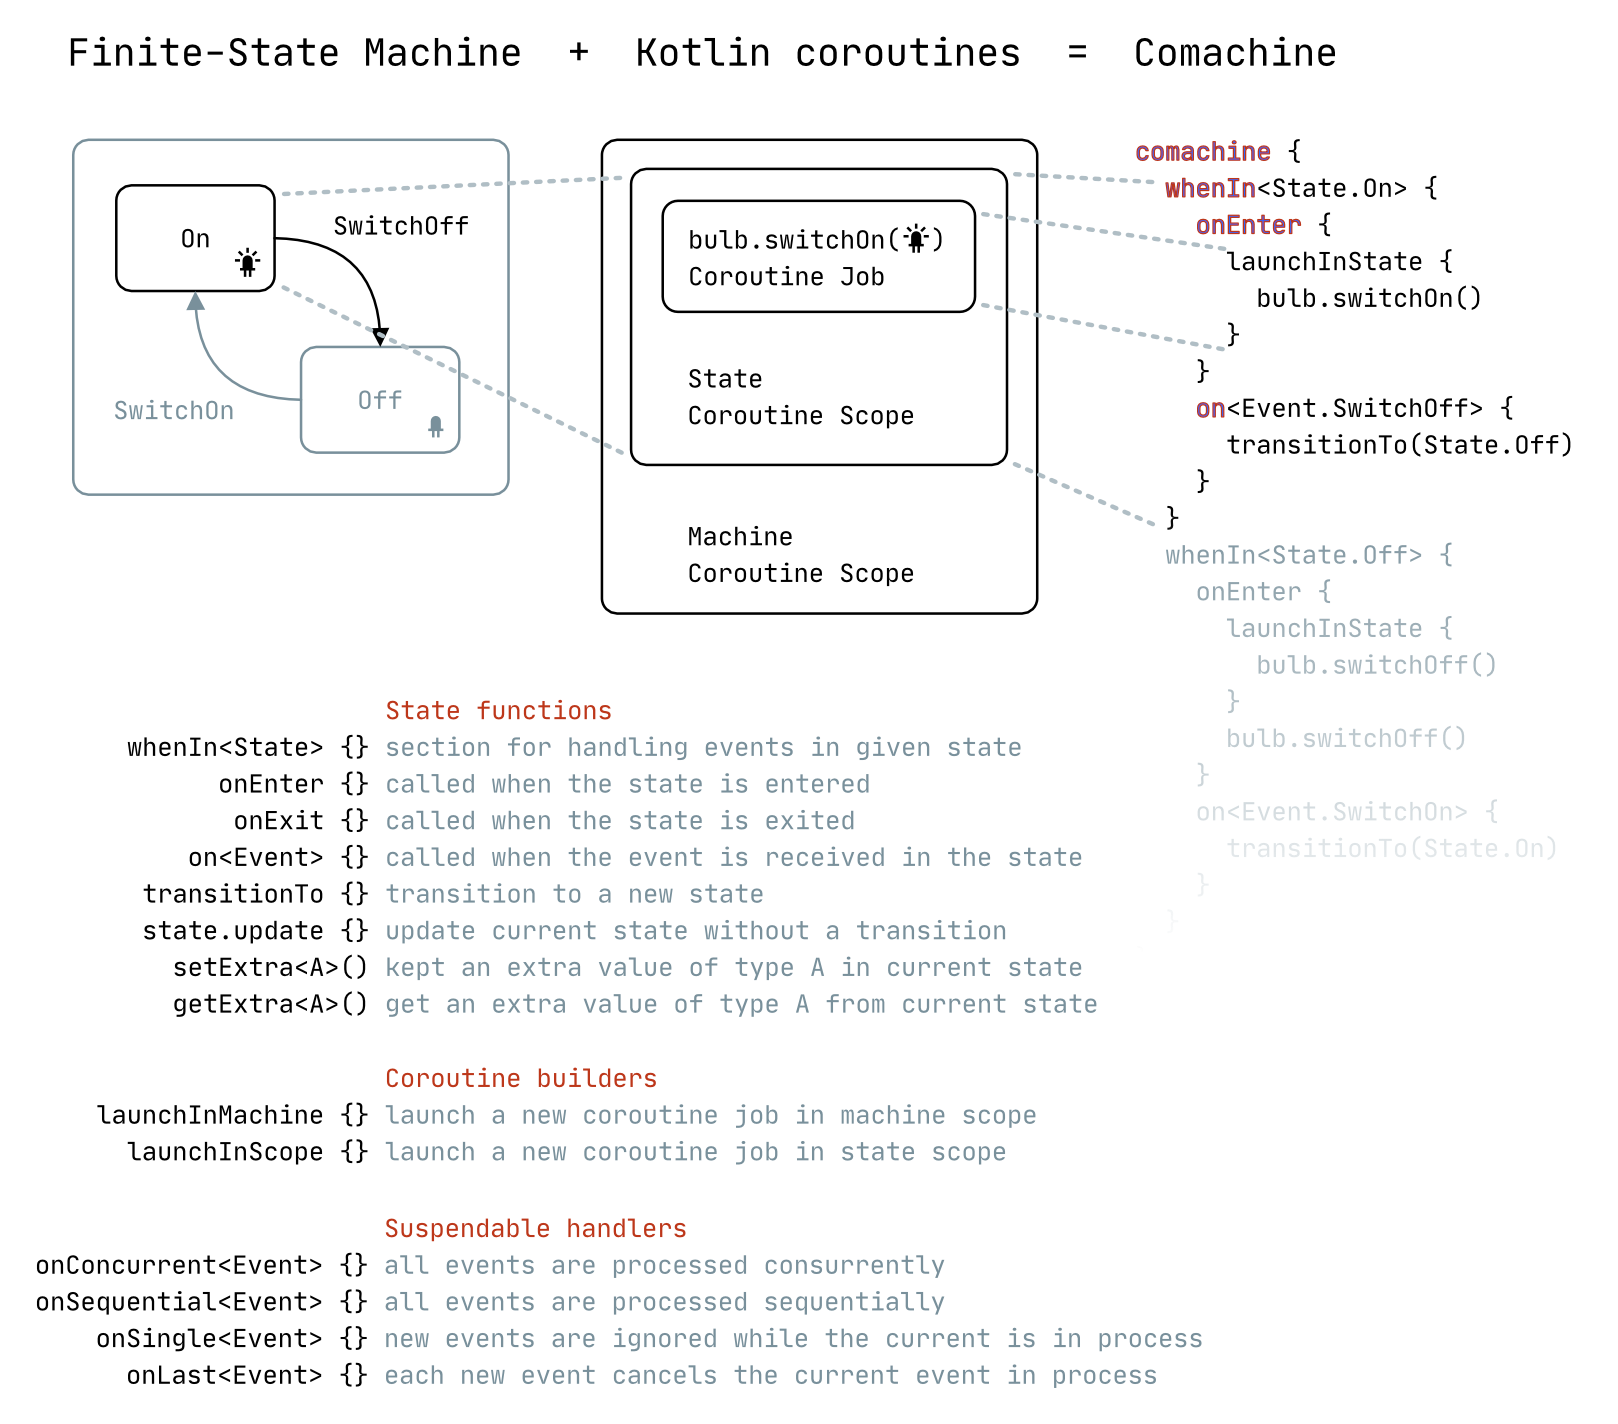 Finite-State Machine + Kotlin coroutines = Comachine
On
SwitchOff
SwitchOn
Off
bulb.switchOn( )
Coroutine Job
State
Coroutine Scope
Machine
Coroutine Scope
comachine {
whenIn<State.On> {
onEnter {
launchInState {
bulb.switchOn()
}
}
on<Event.SwitchOff> {
transitionTo(State.Off)
}
}
whenIn<State.Off> {
onEnter {
launchInState {
bulb.switchOff()
}
bulb.switchOff()
}
on<Event.SwitchOn> {
transitionTo(State.On)
}
}
State functions
whenIn<State> {} section for handling events in given state
onEnter {} called when the state is entered
onExit {} called when the state is exited
on<Event> {} called when the event is received in the state
transitionTo {} transition to a new state
state.update {} update current state without a transition
setExtra<A>() kept an extra value of type A in current state
getExtra<A>() get an extra value of type A from current state
Coroutine builders
launchInMachine {} launch a new coroutine job in machine scope
launchInScope {} launch a new coroutine job in state scope
Suspendable handlers
onConcurrent<Event> {} all events are processed consurrently
onSequential<Event> {} all events are processed sequentially
onSingle<Event> {} new events are ignored while the current is in process
onLast<Event> {} each new event cancels the current event in process